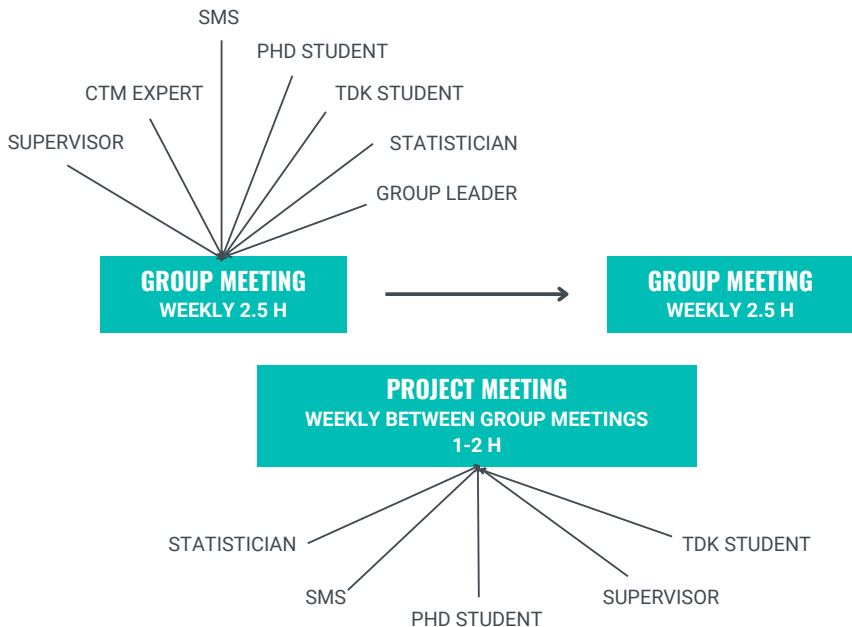 SMS
PHD STUDENT
CTM EXPERT
TDK STUDENT
SUPERVISOR
STATISTICIAN
GROUP LEADER
GROUP MEETING
WEEKLY 2.5 H
GROUP MEETING
WEEKLY 2.5 H
PROJECT MEETING
WEEKLY BETWEEN GROUP MEETINGS
1-2 H
STATISTICIAN
TDK STUDENT
SMS
SUPERVISOR
PHD STUDENT